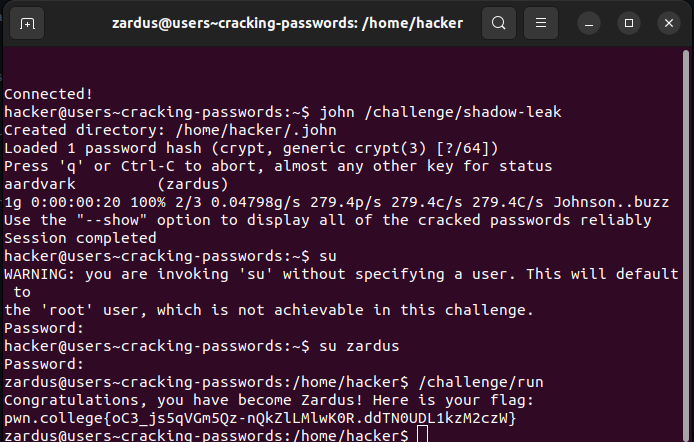 zardus@users~cracking-passwords: /home/hacker
Connected!
hacker@users~cracking-passwords:~$ john /challenge/shadow-leak
Created directory: /home/hacker/.john
Loaded 1 password hash (crypt, generic crypt(3) [?/64])
Press 'q' or Ctrl-C to abort, almost any other key for status
aardvark         (zardus)
1g 0:00:00:20 100% 2/3 0.04798g/s 279.4p/s 279.4c/s 279.4C/s Johnson..buzz
Use the "--show" option to display all of the cracked passwords reliably
Session completed
hacker@users~cracking-passwords:~$ su
WARNING: you are invoking 'su' without specifying a user. This will default
 to
the 'root' user, which is not achievable in this challenge.
Password:
hacker@users~cracking-passwords:~$ su zardus
Password:
zardus@users~cracking-passwords:/home/hacker$ /challenge/run
Congratulations, you have become Zardus! Here is your flag:
pwn.college{oC3_js5qVGm5Qz-nQkZlLMlwK0R.ddTN0UDL1kzM2czW}
zardus@users~cracking-passwords:/home/hacker$